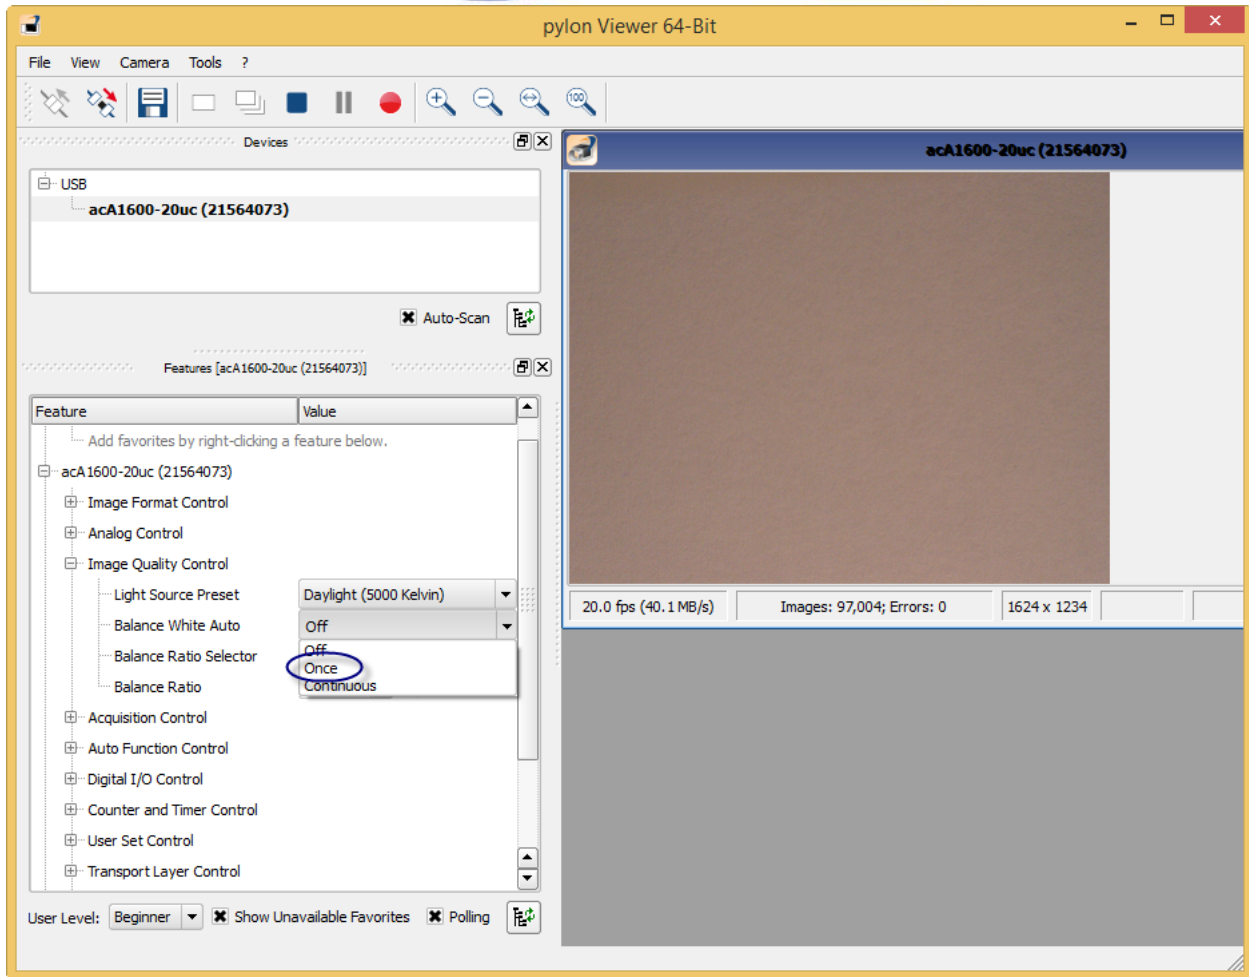 pylon Viewer 64-Bit
File View Camera Tools ?
100
Devices
USB
acA1600-20uc (21564073)
Auto-Scan
Features [acA1600-20uc (21564073)]
Feature Value
Add favorites by right-clicking a feature below.
acA1600-20uc (21564073)
Image Format Control
Analog Control
Image Quality Control
Light Source Preset Daylight (5000 Kelvin)
Balance White Auto Off
Off
Balance Ratio Selector
Once
Balance Ratio
Continuous
Acquisition Control
Auto Function Control
Digital I/O Control
Counter and Timer Control
User Set Control
Transport Layer Control
User Level: Beginner Show Unavailable Favorites Polling
acA1600-20uc (21564073)
20.0 fps (40.1 MB/s) Images: 97,004; Errors: 0 1624 x 1234